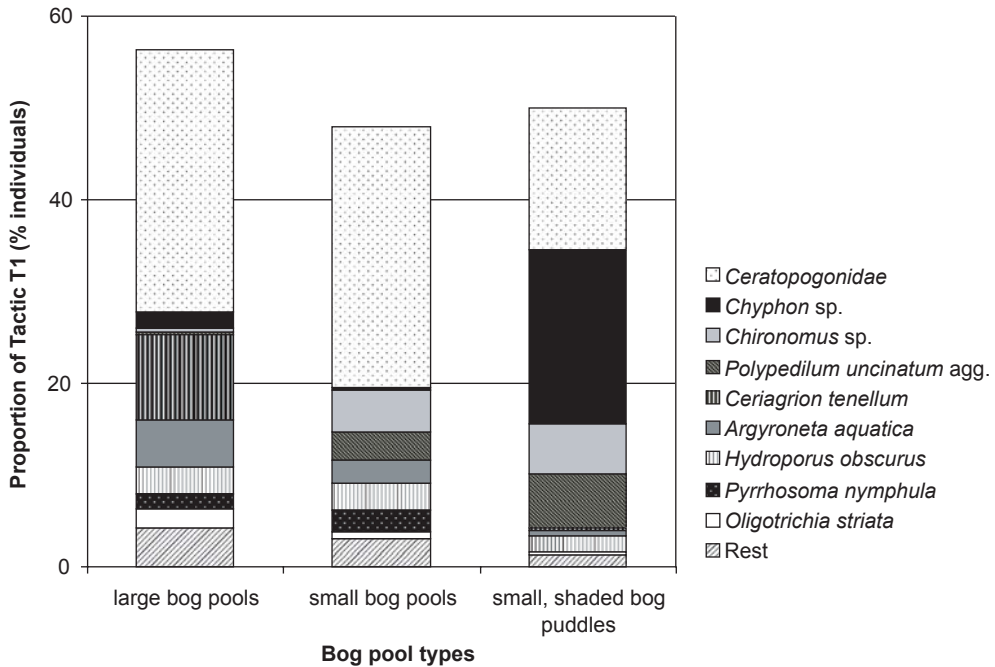 Proportion of Tactic T1 (% individuals)
60
40
20
0
large bog pools
small bog pools
small, shaded bog
puddles
Bog pool types
Ceratopogonidae
Chyphon sp.
Chironomus sp.
Polypedilum uncinatum agg.
Ceriagrion tenellum
Argyroneta aquatica
Hydroporus obscurus
Pyrrhosoma nymphula
Oligotrichia striata
Rest